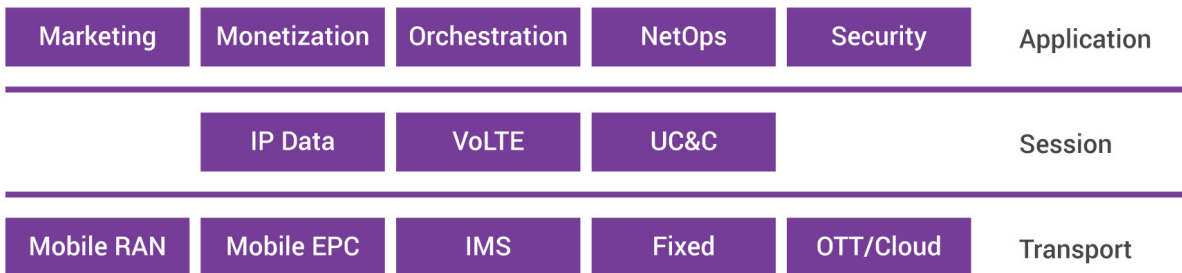 Marketing Monetization Orchestration NetOps Security Application
IP Data VoLTE UC&C Session
Mobile RAN Mobile EPC IMS Fixed OTT/Cloud Transport